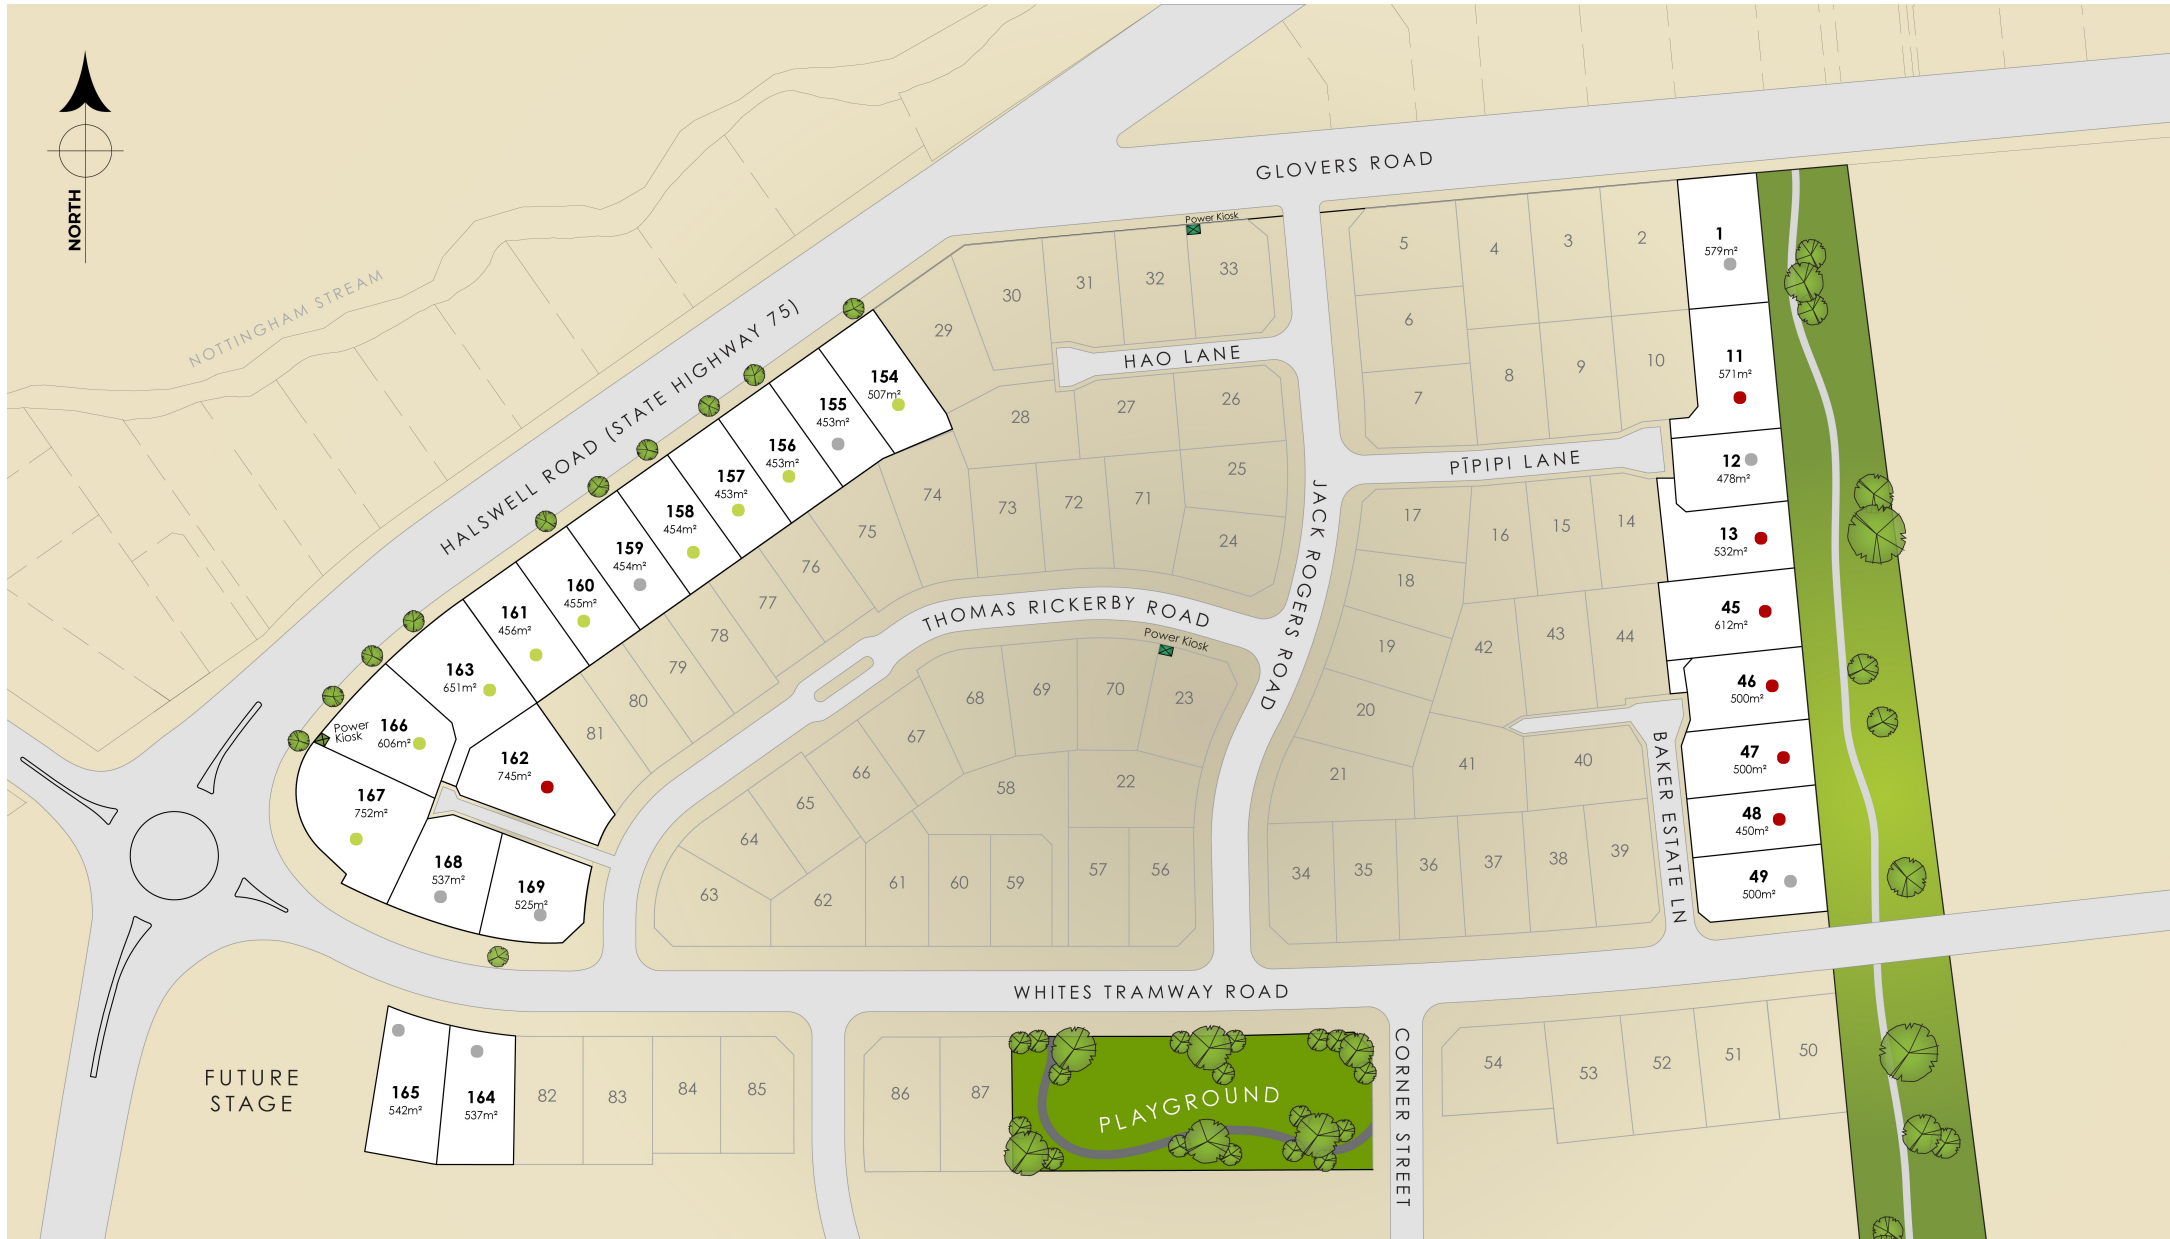 NORTH
NOTTINGHAM STREAM
HALSWELL ROAD (STATE HIGHWAY 75)
GLOVERS ROAD
Power Kiosk
5
4
3
2
1
579m²
33
32
31
30
29
6
7
8
9
10
11
571m²
HAO LANE
26
27
28
25
24
71
72
73
74
75
76
77
78
79
80
81
154
507m²
155
453m²
156
453m²
157
453m²
158
454m²
159
454m²
160
455m²
161
456m²
163
651m²
166
606m²
Power
Kiosk
162
745m²
167
752m²
168
537m²
169
525m²
PĪPIPI LANE
12
478m²
13
532m²
14
15
16
17
18
19
20
21
42
43
44
45
612m²
46
500m²
47
500m²
48
450m²
49
500m²
JACK ROGERS ROAD
THOMAS RICKERBY ROAD
Power Kiosk
23
70
69
68
67
66
65
64
63
62
61
60
59
58
22
57
56
41
40
34
35
36
37
38
39
BAKER ESTATE LN
WHITES TRAMWAY ROAD
FUTURE
STAGE
165
542m²
164
537m²
82
83
84
85
86
87
PLAYGROUND
CORNER STREET
54
53
52
51
50